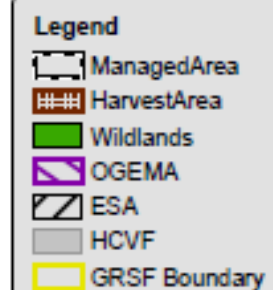 Legend
ManagedArea
HarvestArea
Wildlands
OGEMA
ESA
HCVF
GRSF Boundary